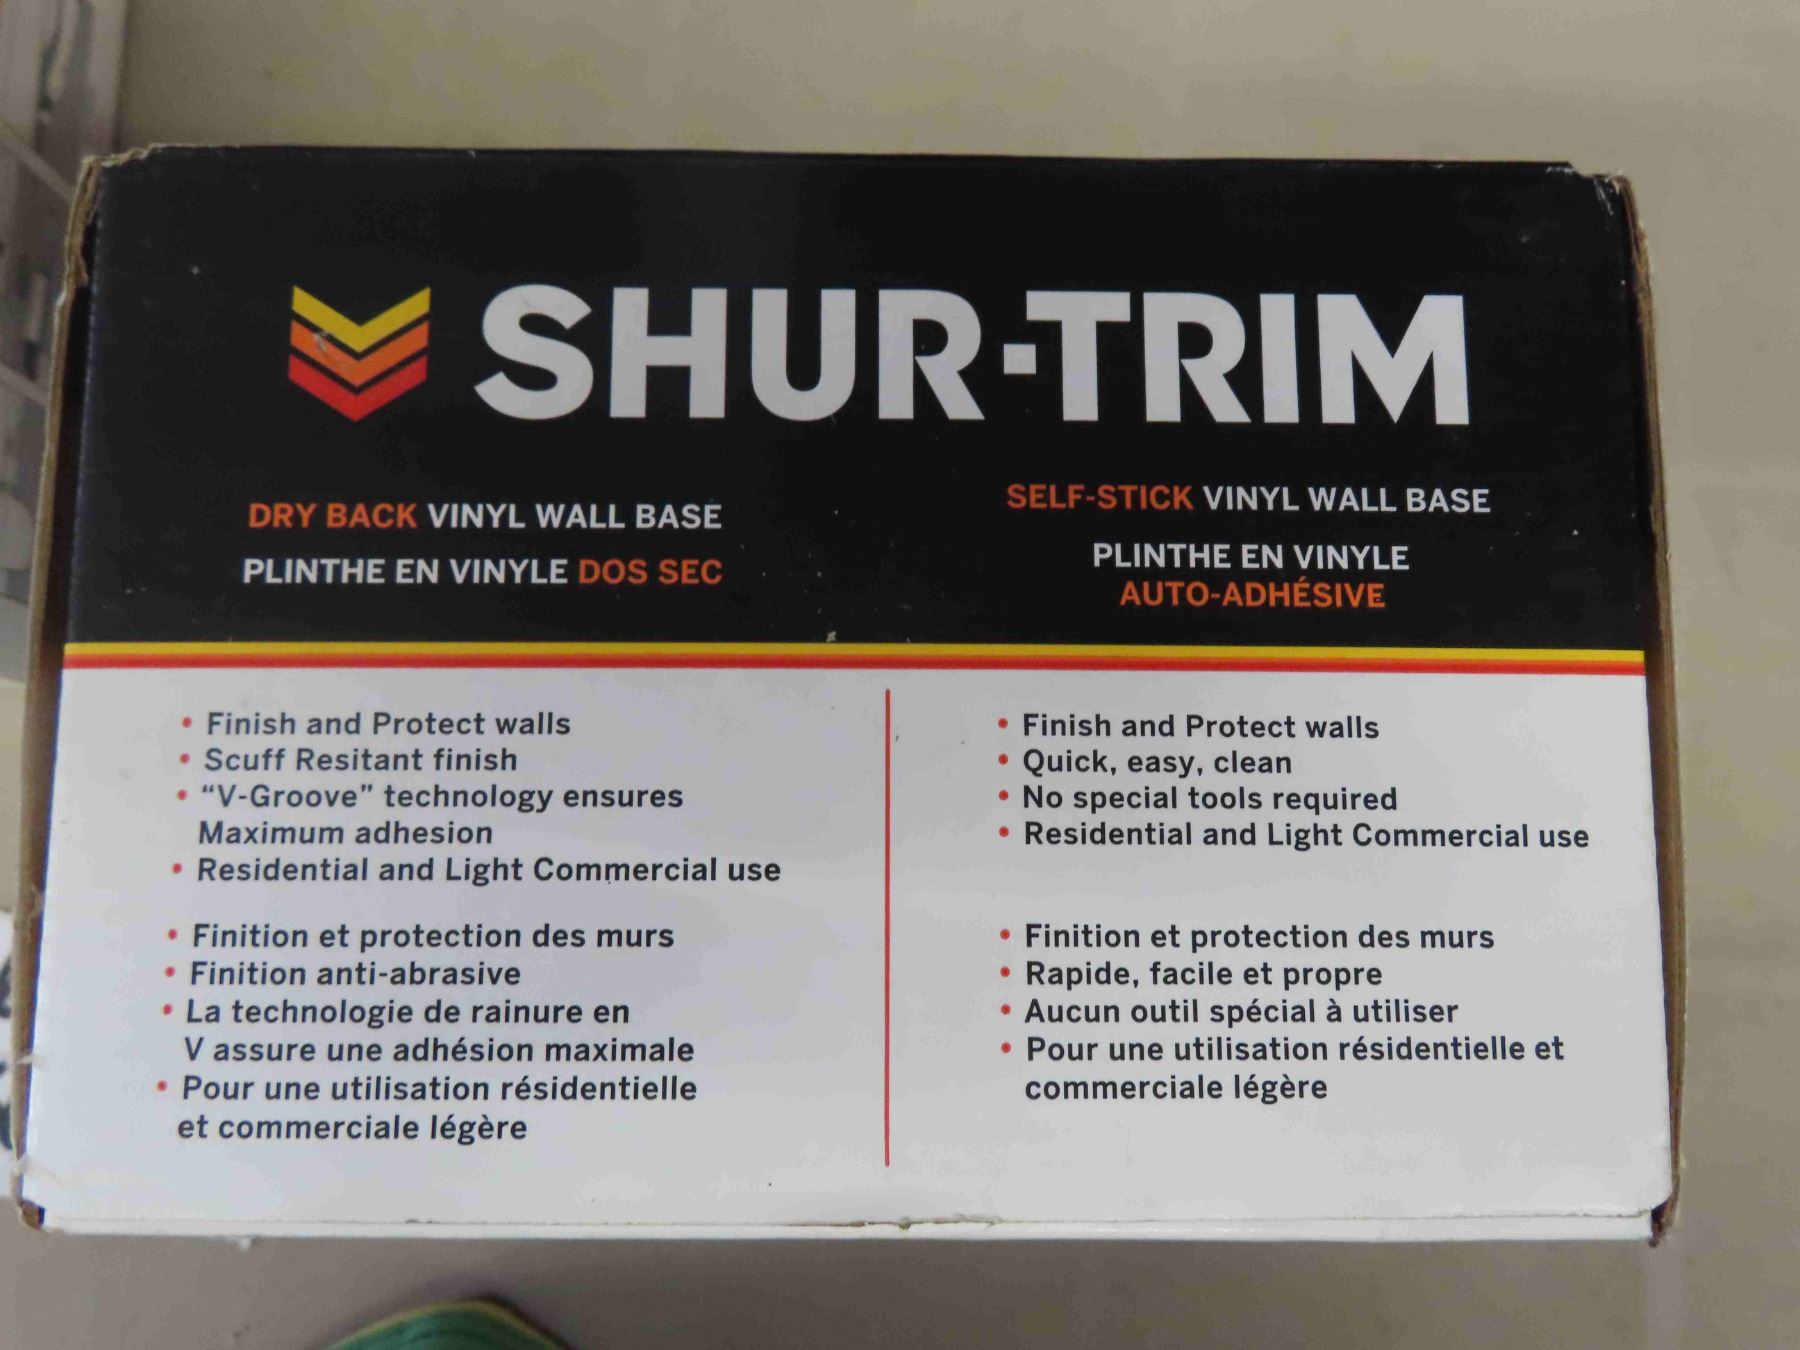 SHUR-TRIM
DRY BACK VINYL WALL BASE
PLINTHE EN VINYLE DOS SEC
SELF-STICK VINYL WALL BASE
PLINTHE EN VINYLE
AUTO-ADHÉSIVE
• Finish and Protect walls
• Scuff Resitant finish
• “V-Groove” technology ensures
Maximum adhesion
• Residential and Light Commercial use
• Finition et protection des murs
• Finition anti-abrasive
• La technologie de rainure en
V assure une adhésion maximale
• Pour une utilisation résidentielle
et commerciale légère
• Finish and Protect walls
• Quick, easy, clean
• No special tools required
• Residential and Light Commercial use
• Finition et protection des murs
• Rapide, facile et propre
• Aucun outil spécial à utiliser
• Pour une utilisation résidentielle et
commerciale légère